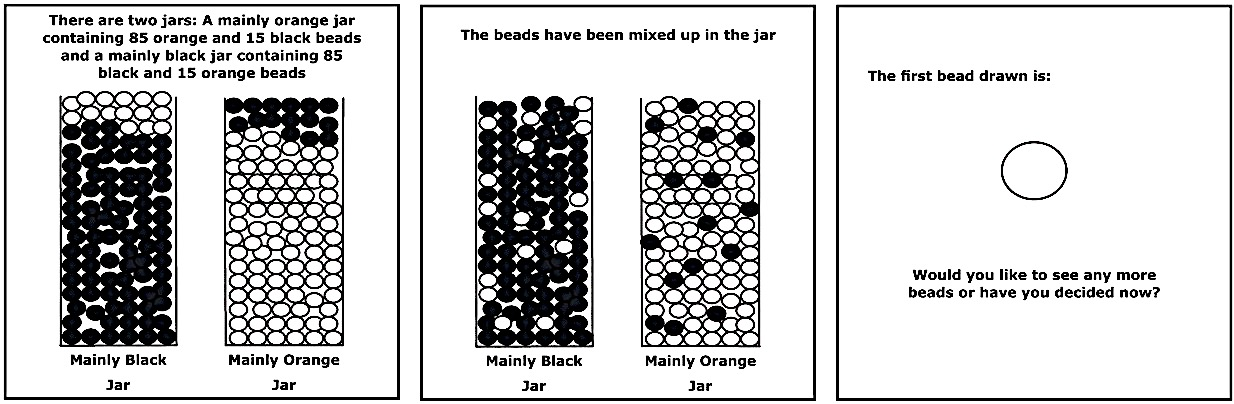 There are two jars: A mainly orange jar
containing 85 orange and 15 black beads
and a mainly black jar containing 85
black and 15 orange beads
Mainly Black
Jar
Mainly Orange
Jar
The beads have been mixed up in the jar
Mainly Black
Jar
Mainly Orange
Jar
The first bead drawn is:
Would you like to see any more
beads or have you decided now?